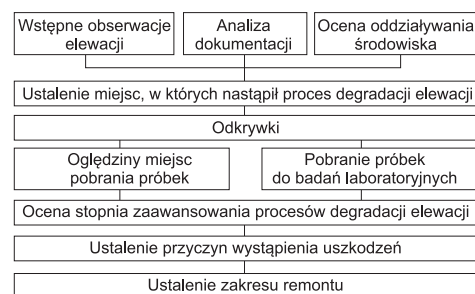 Wstępne obserwacje
elewacji
Analiza
dokumentacji
Ocena oddziaływania
środowiska
Ustalenie miejsc, w których nastąpił proces degradacji elewacji
Odkrywki
Oględziny miejsc
pobrania próbek
Pobranie próbek
do badań laboratoryjnych
Ocena stopnia zaawansowania procesów degradacji elewacji
Ustalenie przyczyn wystąpienia uszkodzeń
Ustalenie zakresu remontu